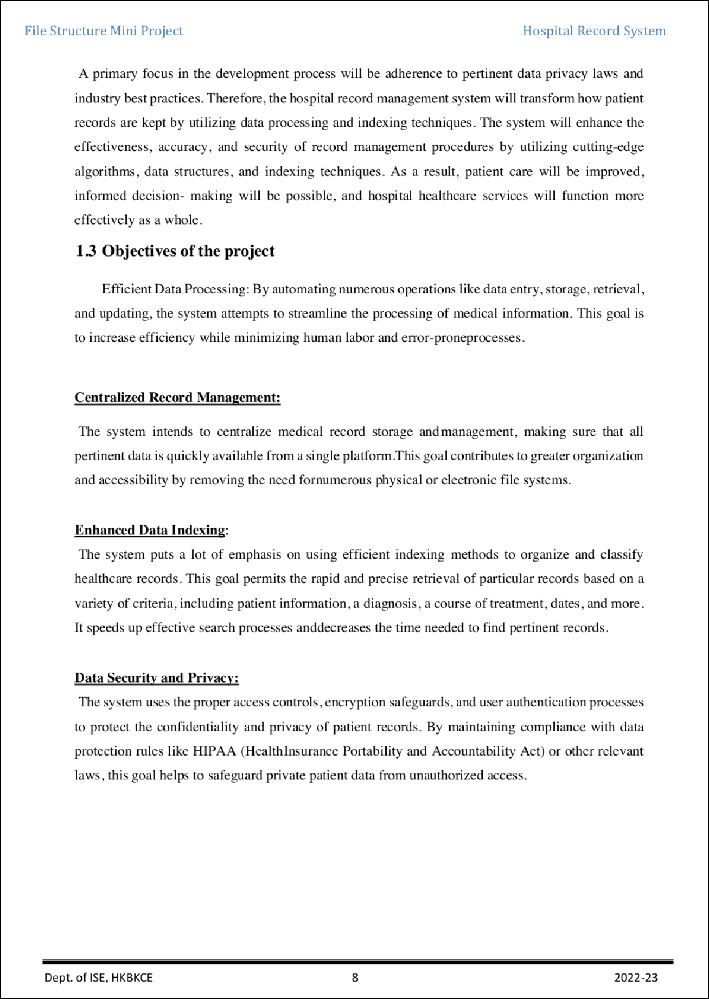 File Structure Mini Project Hospital Record System
A primary focus in the development process will be adherence to pertinent data privacy laws and
industry best practices. Therefore, the hospital record management system will transform how patient
records are kept by utilizing data processing and indexing techniques. The system will enhance the
effectiveness, accuracy, and security of record management procedures by utilizing cutting-edge
algorithms, data structures, and indexing techniques. As a result, patient care will be improved,
informed decision- making will be possible, and hospital healthcare services will function more
effectively as a whole.
1.3 Objectives of the project
Efficient Data Processing: By automating numerous operations like data entry, storage, retrieval,
and updating, the system attempts to streamline the processing of medical information. This goal is
to increase efficiency while minimizing human labor and error-proneprocesses.
Centralized Record Management:
The system intends to centralize medical record storage andmanagement, making sure that all
pertinent data is quickly available from a single platform.This goal contributes to greater organization
and accessibility by removing the need fornumerous physical or electronic file systems.
Enhanced Data Indexing:
The system puts a lot of emphasis on using efficient indexing methods to organize and classify
healthcare records. This goal permits the rapid and precise retrieval of particular records based on a
variety of criteria, including patient information, a diagnosis, a course of treatment, dates, and more.
It speeds up effective search processes anddecreases the time needed to find pertinent records.
Data Security and Privacy:
The system uses the proper access controls, encryption safeguards, and user authentication processes
to protect the confidentiality and privacy of patient records. By maintaining compliance with data
protection rules like HIPAA (HealthInsurance Portability and Accountability Act) or other relevant
laws, this goal helps to safeguard private patient data from unauthorized access.
Dept. of ISE, HKBKCE 8 2022-23